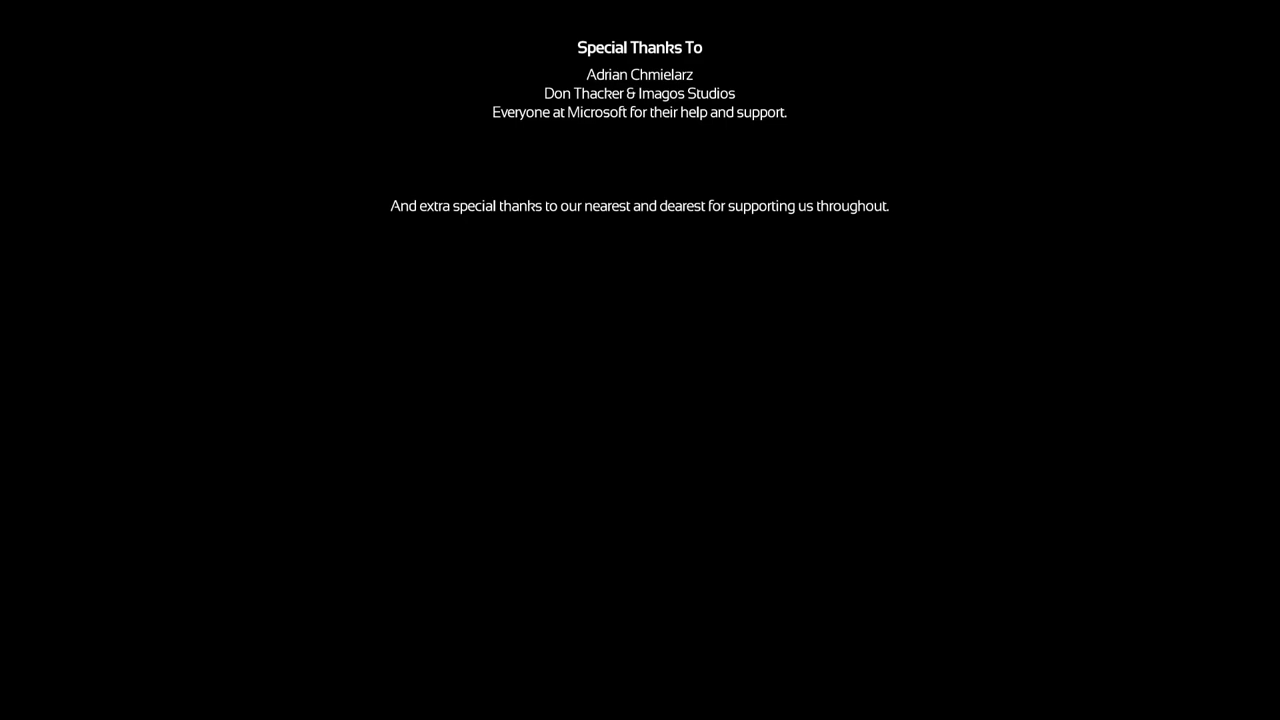 Special Thanks To
Adrian Chmielarz
Don Thacker & Imagos Studios
Everyone at Microsoft for their help and support.
And extra special thanks to our nearest and dearest for supporting us throughout.